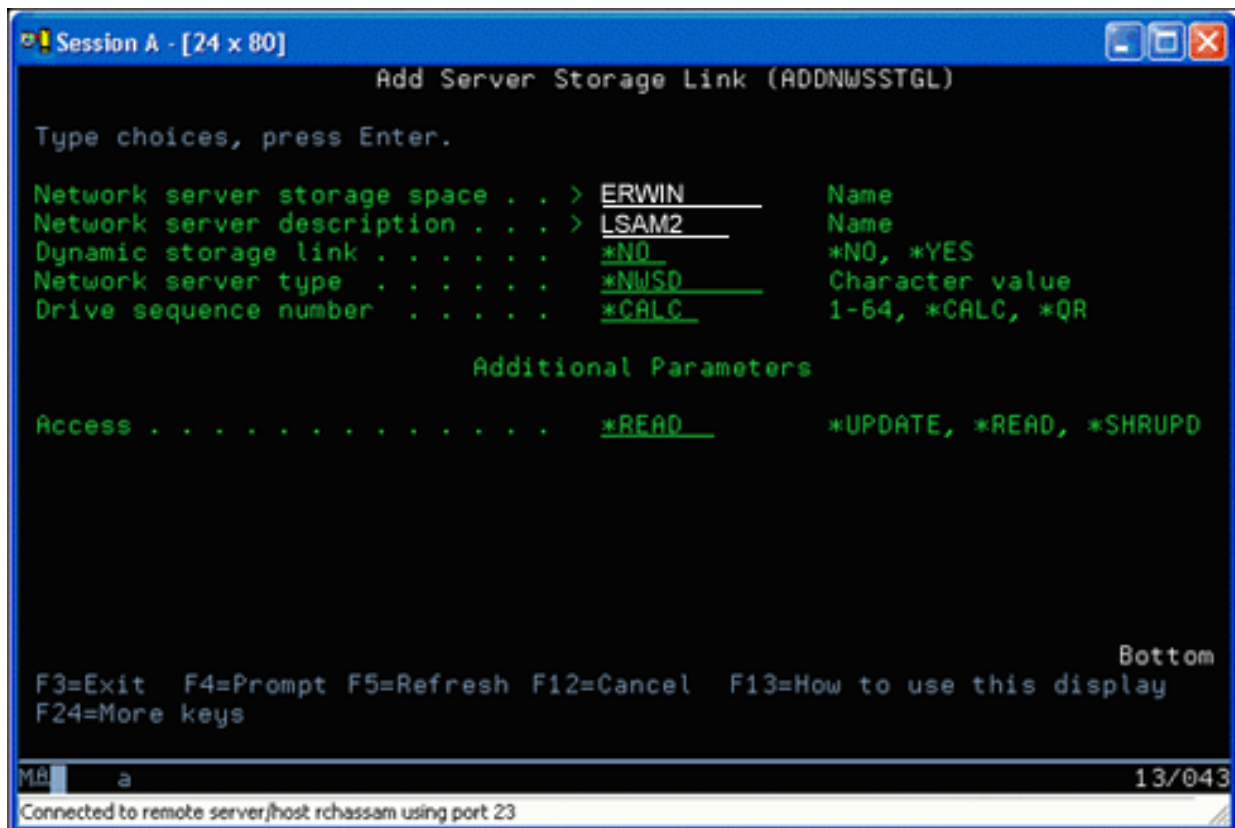 Session A - [24 x 80]
Add Server Storage Link (ADDNWSSTGL)
Type choices, press Enter.
Network server storage space . . > ERWIN Name
Network server description . . . > LSAM2 Name
Dynamic storage link . . . . . . *NO *NO, *YES
Network server type . . . . . . *NWSD Character value
Drive sequence number . . . . . *CALC 1-64, *CALC, *QR
Additional Parameters
Access . . . . . . . . . . . . . *READ *UPDATE, *READ, *SHRUPD
Bottom
F3=Exit F4=Prompt F5=Refresh F12=Cancel F13=How to use this display
F24=More keys
MA a 13/043
Connected to remote server/host rchassam using port 23